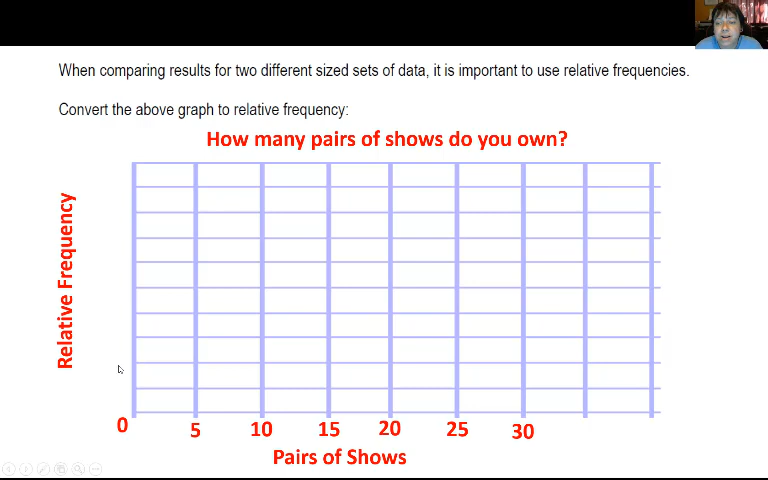 When comparing results for two different sized sets of data, it is important to use relative frequencies.
Convert the above graph to relative frequency:
How many pairs of shows do you own?
Relative Frequency
0
5
10
15
20
25
30
Pairs of Shows